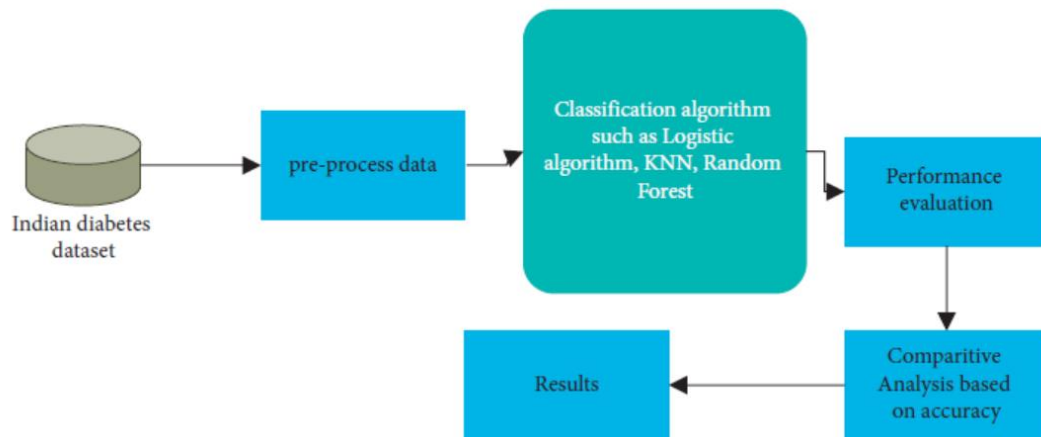 Indian diabetes
dataset
pre-process data
Classification algorithm
such as Logistic
algorithm, KNN, Random
Forest
Performance
evaluation
Comparitive
Analysis based
on accuracy
Results